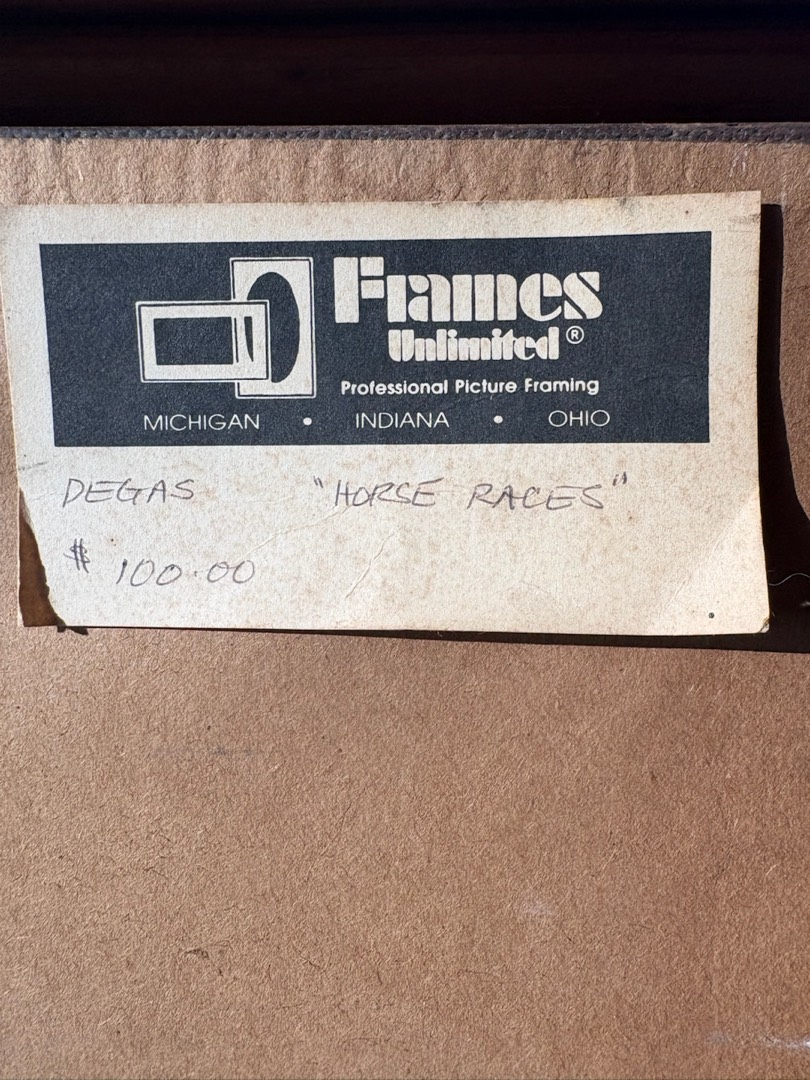 Frames
Unlimited®
Professional Picture Framing
MICHIGAN • INDIANA • OHIO
DEGAS "HORSE RACES"
$ 100.00